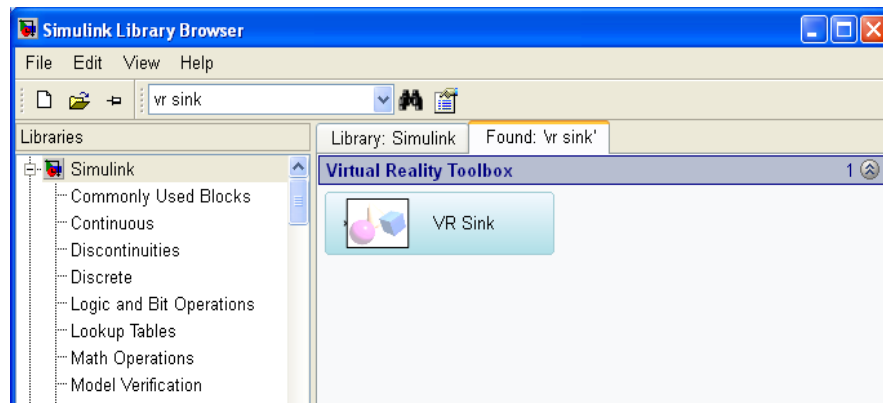 Simulink Library Browser
File Edit View Help
vr sink
Libraries
Library: Simulink
Found: 'vr sink'
Simulink
Virtual Reality Toolbox 1
Commonly Used Blocks
VR Sink
Continuous
Discontinuities
Discrete
Logic and Bit Operations
Lookup Tables
Math Operations
Model Verification